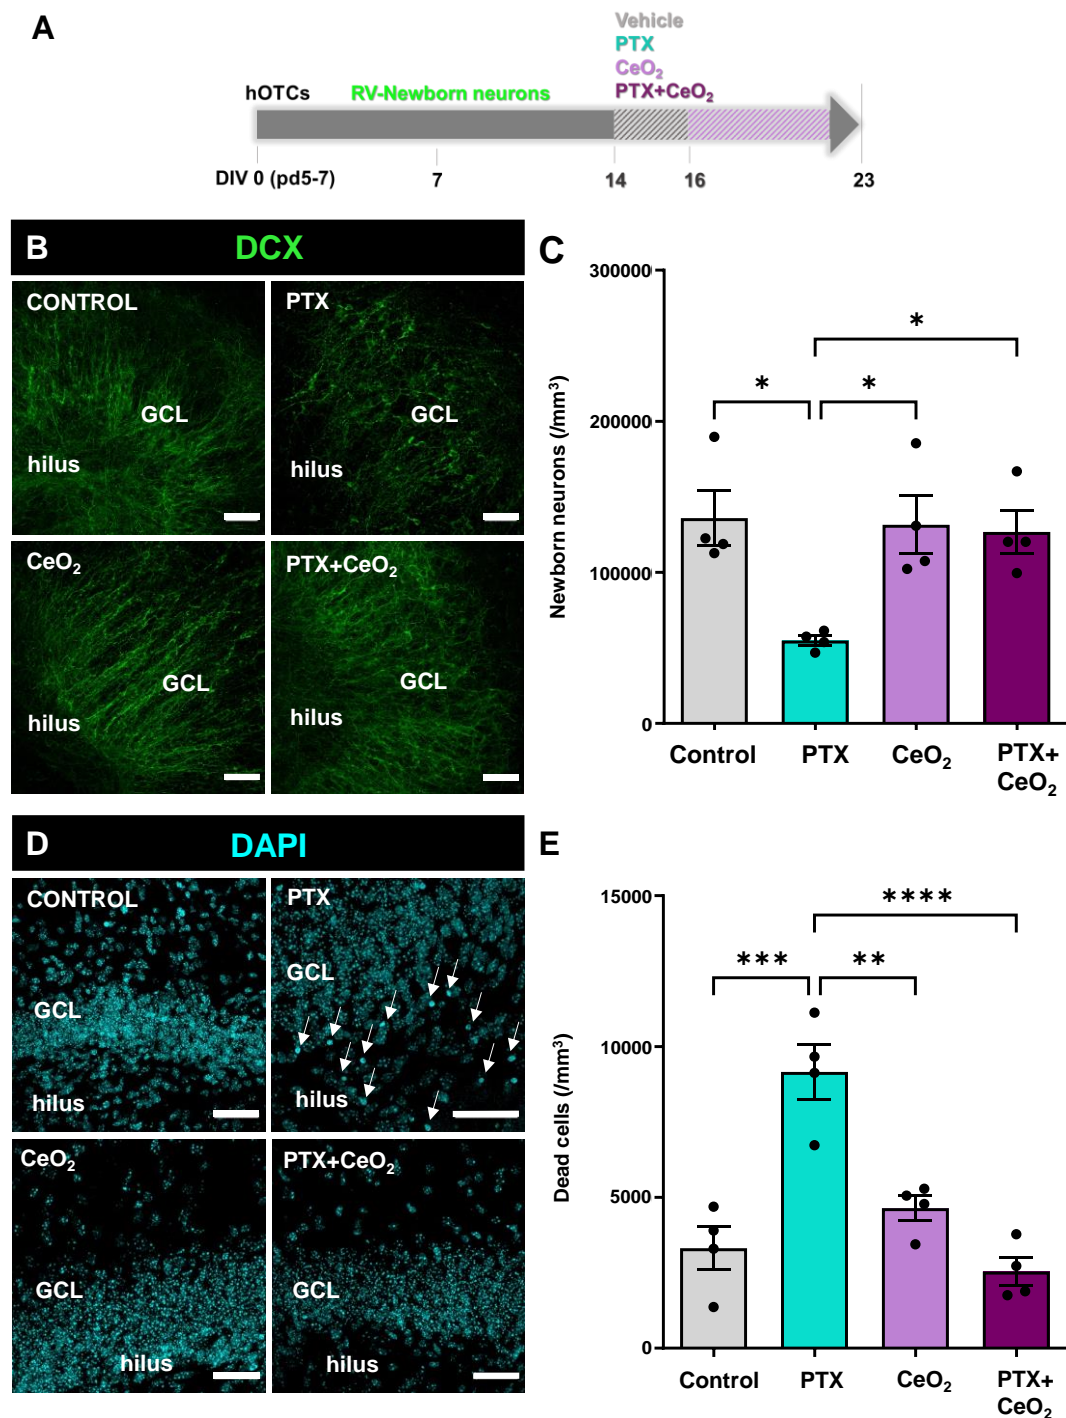 A
Vehicle
PTX
CeO₂
PTX+CeO₂
hOTCs
RV-Newborn neurons
DIV 0 (pd5-7)
7
14
16
23
B
DCX
CONTROL
GCL
hilus
PTX
GCL
hilus
CeO₂
GCL
hilus
PTX+CeO₂
GCL
hilus
C
Newborn neurons (/mm³)
300000
200000
100000
0
*
*
*
Control
PTX
CeO₂
PTX+
CeO₂
D
DAPI
CONTROL
GCL
hilus
PTX
GCL
hilus
CeO₂
GCL
hilus
PTX+CeO₂
GCL
hilus
E
Dead cells (/mm³)
15000
10000
5000
0
****
***
**
Control
PTX
CeO₂
PTX+
CeO₂